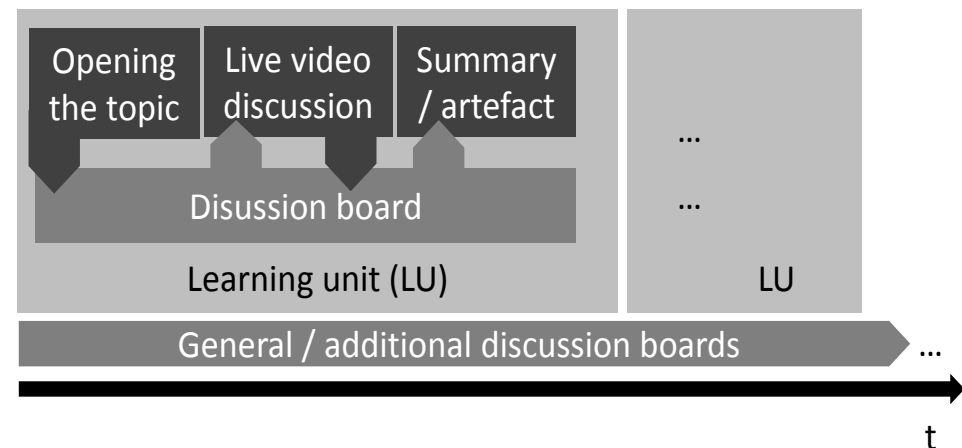 Opening
the topic
Live video
discussion
Summary
/ artefact
Disussion board
Learning unit (LU)
...
...
LU
General / additional discussion boards
...
t